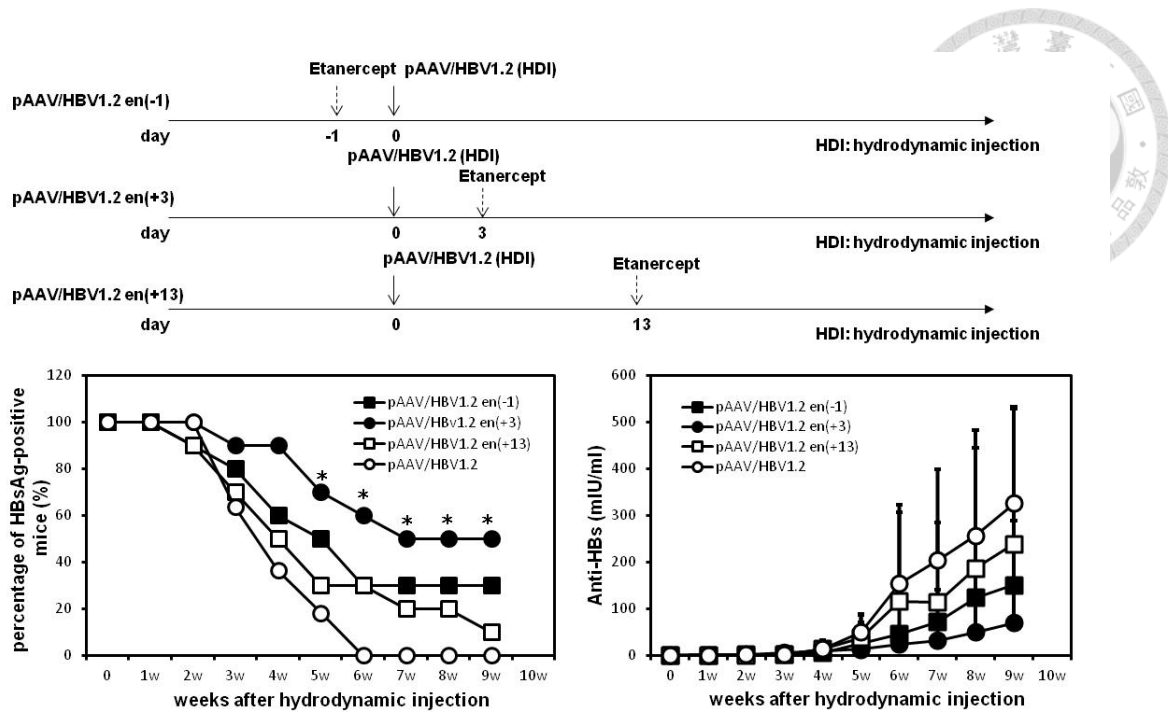 Etanercept pAAV/HBV1.2 (HDI)
pAAV/HBV1.2 en(-1)
day -1 0 HDI: hydrodynamic injection
pAAV/HBV1.2 (HDI)
Etanercept
pAAV/HBV1.2 en(+3)
day 0 3 HDI: hydrodynamic injection
pAAV/HBV1.2 (HDI) Etanercept
pAAV/HBV1.2 en(+13)
day 0 13 HDI: hydrodynamic injection
percentage of HBsAg-positive
mice (%)
120
100
80
60
40
20
0
pAAV/HBV1.2 en(-1)
pAAV/HBv1.2 en(+3)
pAAV/HBV1.2 en(+13)
pAAV/HBV1.2
* * * * *
0 1w 2w 3w 4w 5w 6w 7w 8w 9w 10w
weeks after hydrodynamic injection
Anti-HBs (mIU/ml)
600
500
400
300
200
100
0
pAAV/HBV1.2 en(-1)
pAAV/HBV1.2 en(+3)
pAAV/HBV1.2 en(+13)
pAAV/HBV1.2
0 1w 2w 3w 4w 5w 6w 7w 8w 9w 10w
weeks after hydrodynamic injection
臺
灣
國
敦
品